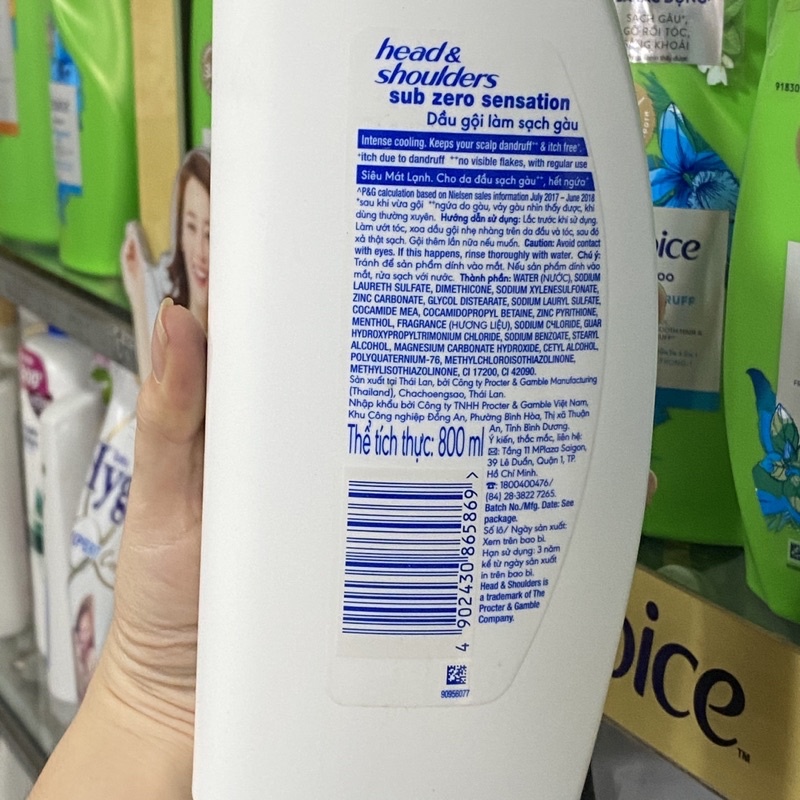 head &
shoulders
sub zero sensation
Dầu gội làm sạch gàu
Intense cooling. Keeps your scalp dandruff** & itch free*.
*itch due to dandruff **no visible flakes, with regular use
Siêu Mát Lạnh. Cho da đầu sạch gàu**, hết ngứa*
^P&G calculation based on Nielsen sales information July 2017 – June 2018
*sau khi vừa gội **ngừa do gàu, vảy gàu nhìn thấy được, khi
dùng thường xuyên. Hướng dẫn sử dụng: Lắc trước khi sử dụng.
Làm ướt tóc, xoa dầu gội nhẹ nhàng trên da đầu và tóc, sau đó
xả thật sạch. Gội thêm lần nữa nếu muốn. Caution: Avoid contact
with eyes. If this happens, rinse thoroughly with water. Chú ý:
Tránh để sản phẩm dính vào mắt. Nếu sản phẩm dính vào
mắt, rửa sạch với nước. Thành phần: WATER (NƯỚC), SODIUM
LAURETH SULFATE, DIMETHICONE, SODIUM XYLENESULFONATE,
ZINC CARBONATE, GLYCOL DISTEARATE, SODIUM LAURYL SULFATE,
COCAMIDE MEA, COCAMIDOPROPYL BETAINE, ZINC PYRITHIONE,
MENTHOL, FRAGRANCE (HƯƠNG LIỆU), SODIUM CHLORIDE, GUAR
HYDROXYPROPYLTRIMONIUM CHLORIDE, SODIUM BENZOATE, STEARYL
ALCOHOL, MAGNESIUM CARBONATE HYDROXIDE, CETYL ALCOHOL,
POLYQUATERNIUM-76, METHYLCHLOROISOTHIAZOLINONE,
METHYLISOTHIAZOLINONE, CI 17200, CI 42090.
Sản xuất tại Thái Lan, bởi Công ty Procter & Gamble Manufacturing
(Thailand), Chachoengsao, Thái Lan.
Nhập khẩu bởi Công ty TNHH Procter & Gamble Việt Nam,
Khu Công nghiệp Đồng An, Phường Bình Hòa, Thị xã Thuận
An, Tỉnh Bình Dương.
Thể tích thực: 800 ml
Ý kiến, thắc mắc, liên hệ:
Tầng 11 MPlaza Saigon,
39 Lê Duẩn, Quận 1, TP.
Hồ Chí Minh.
1800400476/
(84) 28-3822 7265.
Batch No./Mfg. Date: See
package.
Số lô/ Ngày sản xuất:
Xem trên bao bì.
Hạn sử dụng: 3 năm
kể từ ngày sản xuất
in trên bao bì.
Head & Shoulders is
a trademark of The
Procter & Gamble
Company.
4 902430 865869 >
90956077
SẠCH GÀU*,
GỠ RỐI TÓC,
KHOÁI
91830
oice
OO
RUFF
Hyg
oice
TM